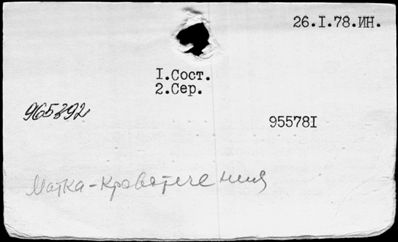 26.I.78.ИН.
I.Сост.
2.Сер.
965892
95578I
Матка-кровотечения